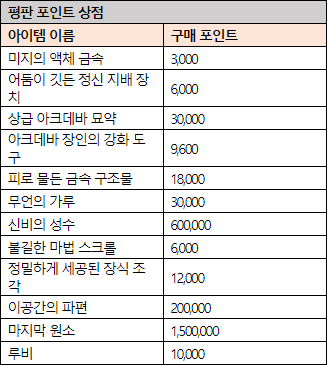 평판 포인트 상점
아이템 이름 구매 포인트
미지의 액체 금속 3,000
어둠이 깃든 정신 지배 장
치 6,000
상급 아크데바 묘약 30,000
아크데바 장인의 강화 도
구 9,600
피로 물든 금속 구조물 18,000
무언의 가루 30,000
신비의 성수 600,000
불길한 마법 스크롤 6,000
정밀하게 세공된 장식 조
각 12,000
이공간의 파편 200,000
마지막 원소 1,500,000
루비 10,000